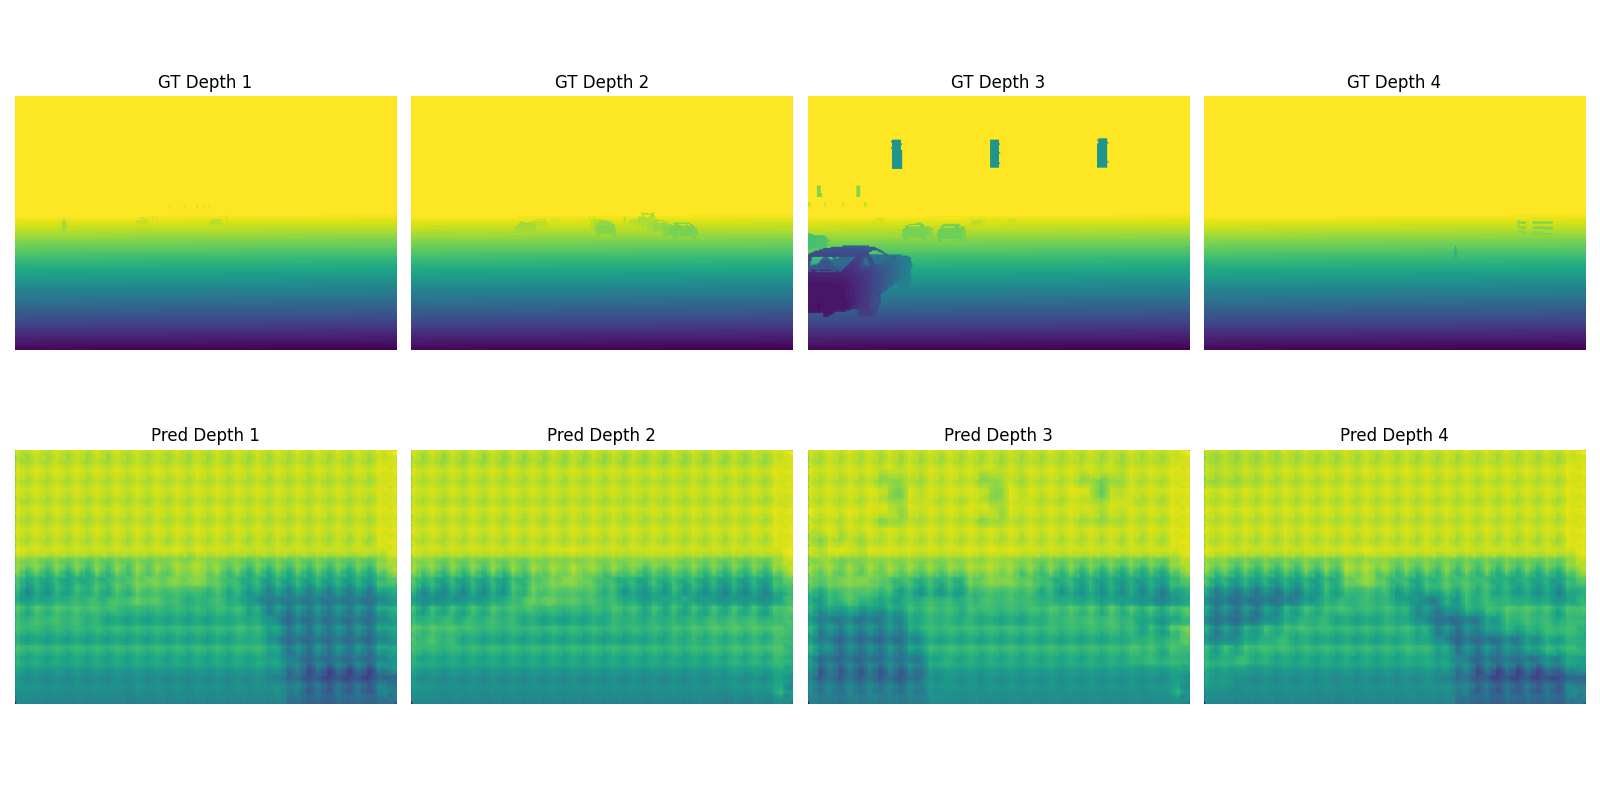 GT Depth 1
GT Depth 2
GT Depth 3
GT Depth 4
Pred Depth 1
Pred Depth 2
Pred Depth 3
Pred Depth 4